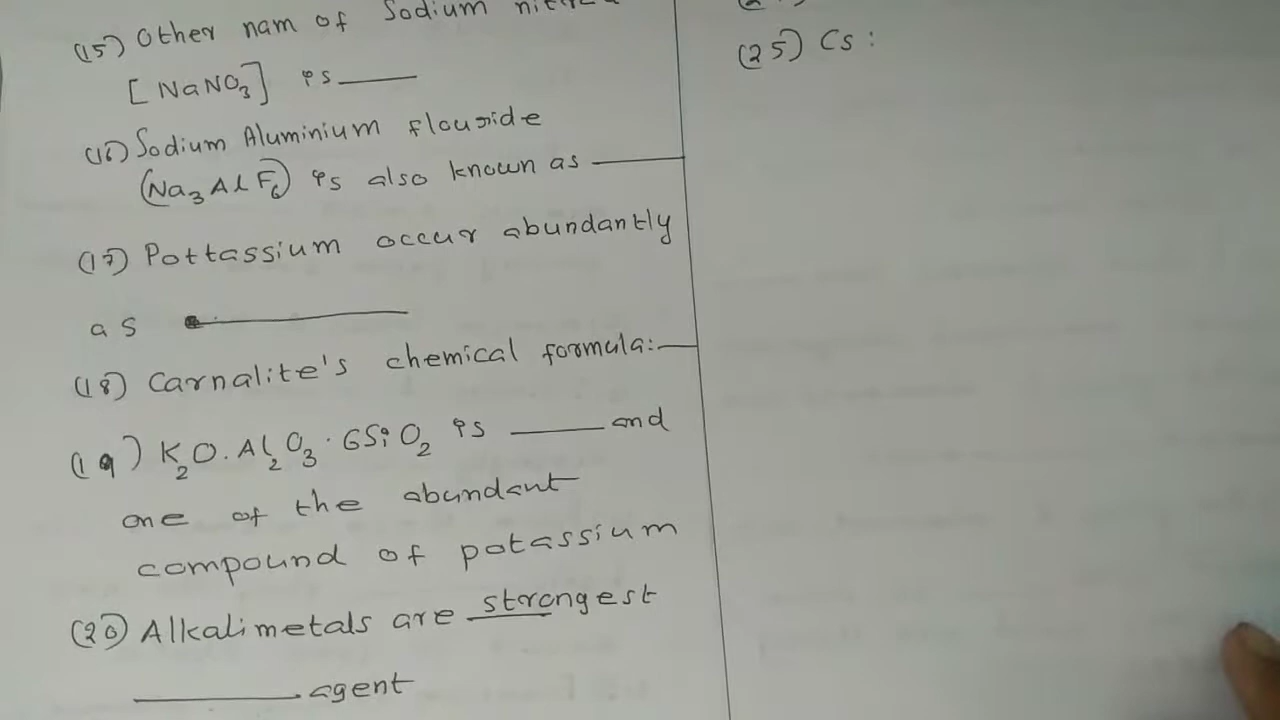 (15) Other nam of Sodium
[NaNO3] is ____
(16) Sodium Aluminium flouride
(Na3AlF6) is also known as ____
(17) Pottassium occur abundantly
as ____
(18) Carnalite's chemical formula:—
(19) K2O.Al2O3.6SiO2 is ____ and
one of the abundant
compound of potassium
(20) Alkalimetals are strongest
____ agent
(25) Cs: